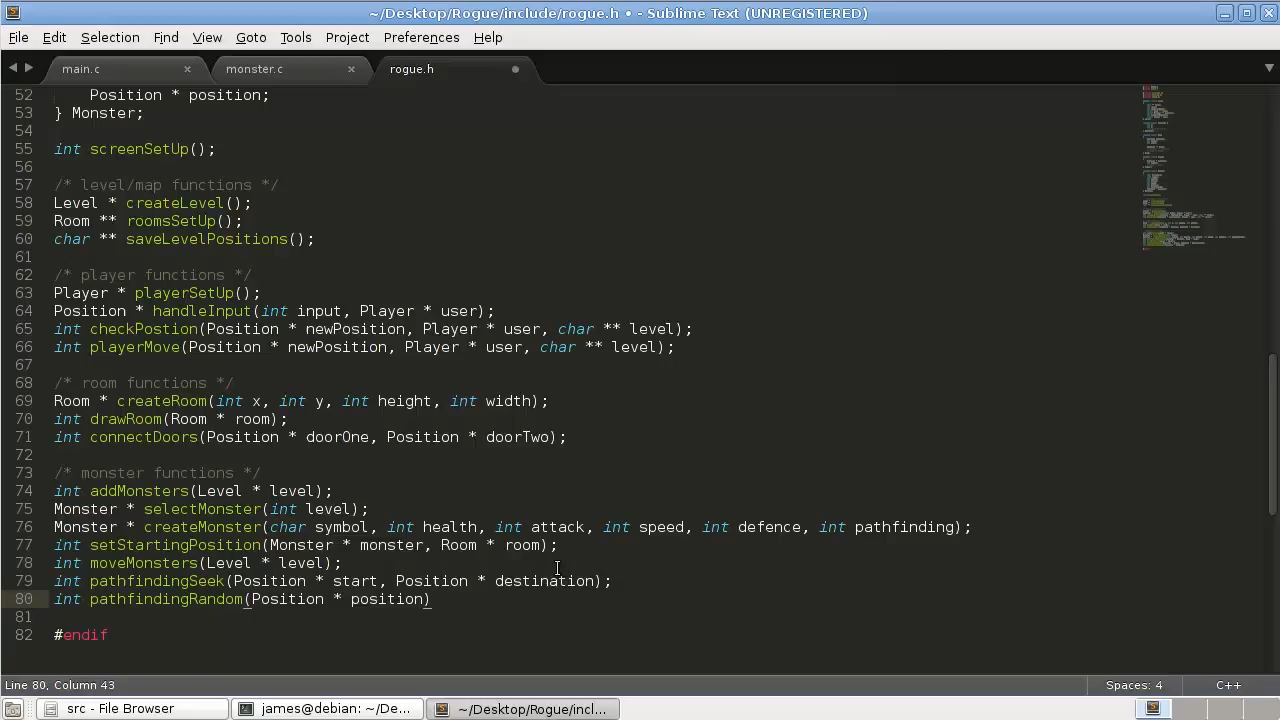 ~/Desktop/Rogue/include/rogue.h • - Sublime Text (UNREGISTERED)
File Edit Selection Find View Goto Tools Project Preferences Help
main.c × monster.c × rogue.h
52 Position * position;
53 } Monster;
54
55 int screenSetUp();
56
57 /* level/map functions */
58 Level * createLevel();
59 Room ** roomsSetUp();
60 char ** saveLevelPositions();
61
62 /* player functions */
63 Player * playerSetUp();
64 Position * handleInput(int input, Player * user);
65 int checkPostion(Position * newPosition, Player * user, char ** level);
66 int playerMove(Position * newPosition, Player * user, char ** level);
67
68 /* room functions */
69 Room * createRoom(int x, int y, int height, int width);
70 int drawRoom(Room * room);
71 int connectDoors(Position * doorOne, Position * doorTwo);
72
73 /* monster functions */
74 int addMonsters(Level * level);
75 Monster * selectMonster(int level);
76 Monster * createMonster(char symbol, int health, int attack, int speed, int defence, int pathfinding);
77 int setStartingPosition(Monster * monster, Room * room);
78 int moveMonsters(Level * level);
79 int pathfindingSeek(Position * start, Position * destination);
80 int pathfindingRandom(Position * position)
81
82 #endif
Line 80, Column 43 Spaces: 4 C++
src - File Browser james@debian: ~/De... ~/Desktop/Rogue/incl...